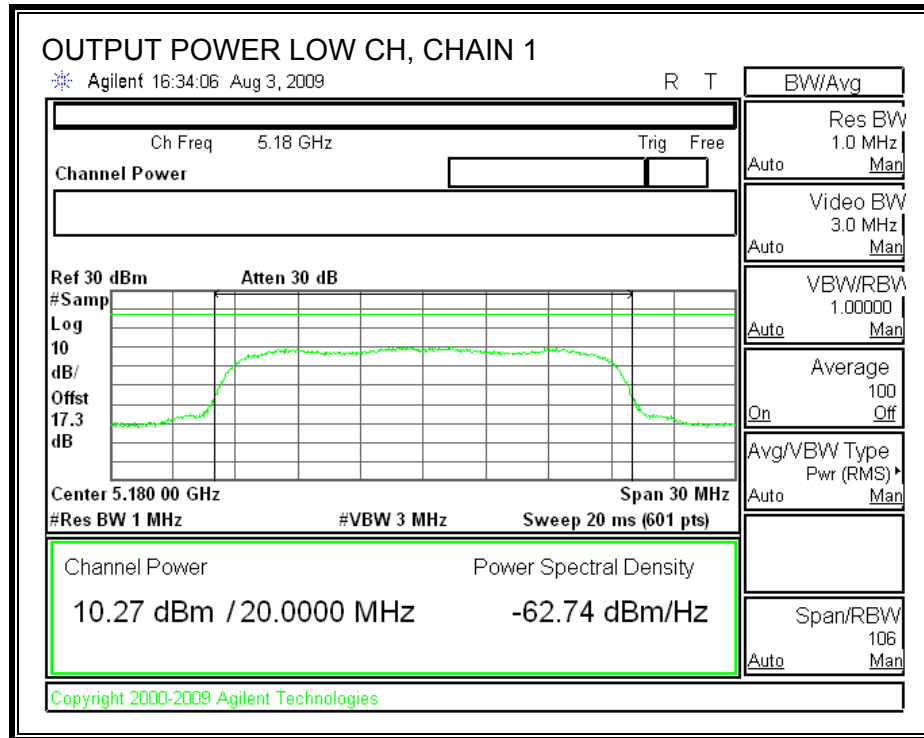 OUTPUT POWER LOW CH, CHAIN 1
Agilent 16:34:06 Aug 3, 2009 R T
Ch Freq 5.18 GHz Trig Free
Channel Power
Ref 30 dBm Atten 30 dB
#Samp
Log
10
dB/
Offst
17.3
dB
Center 5.180 00 GHz Span 30 MHz
#Res BW 1 MHz #VBW 3 MHz Sweep 20 ms (601 pts)
Channel Power Power Spectral Density
10.27 dBm / 20.0000 MHz -62.74 dBm/Hz
Copyright 2000-2009 Agilent Technologies
BW/Avg
Res BW
1.0 MHz
Auto Man
Video BW
3.0 MHz
Auto Man
VBW/RBW
1.00000
Auto Man
Average
100
On Off
Avg/VBW Type
Pwr (RMS)
Auto Man
Span/RBW
106
Auto Man